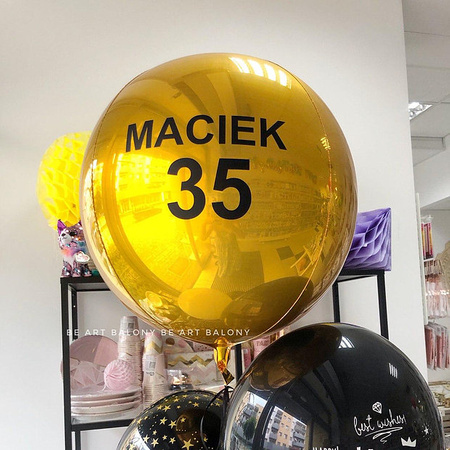 MACIEK
35
BE ART BALONY BE ART BALONY
best wishes